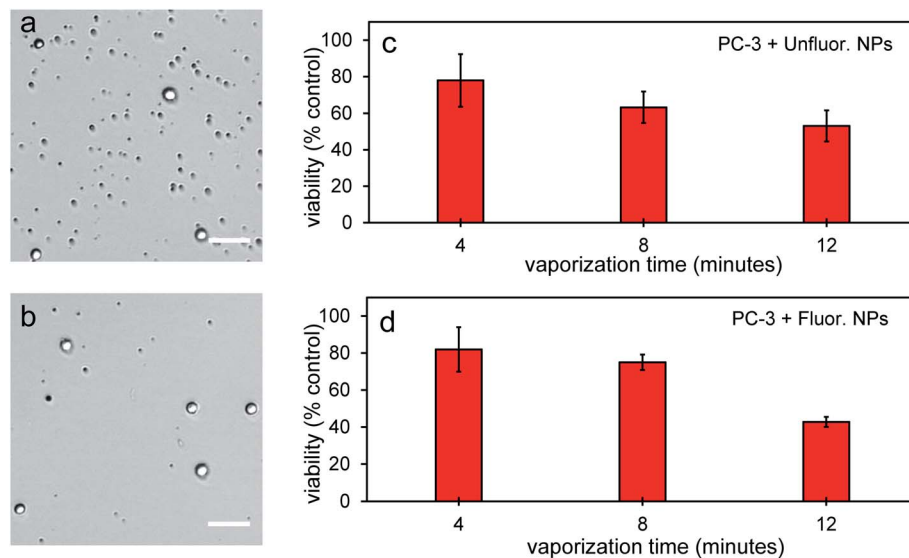 a
b
c
PC-3 + Unfluor. NPs
viability (% control)
100
80
60
40
20
0
4 8 12
vaporization time (minutes)
d
PC-3 + Fluor. NPs
viability (% control)
100
80
60
40
20
0
4 8 12
vaporization time (minutes)